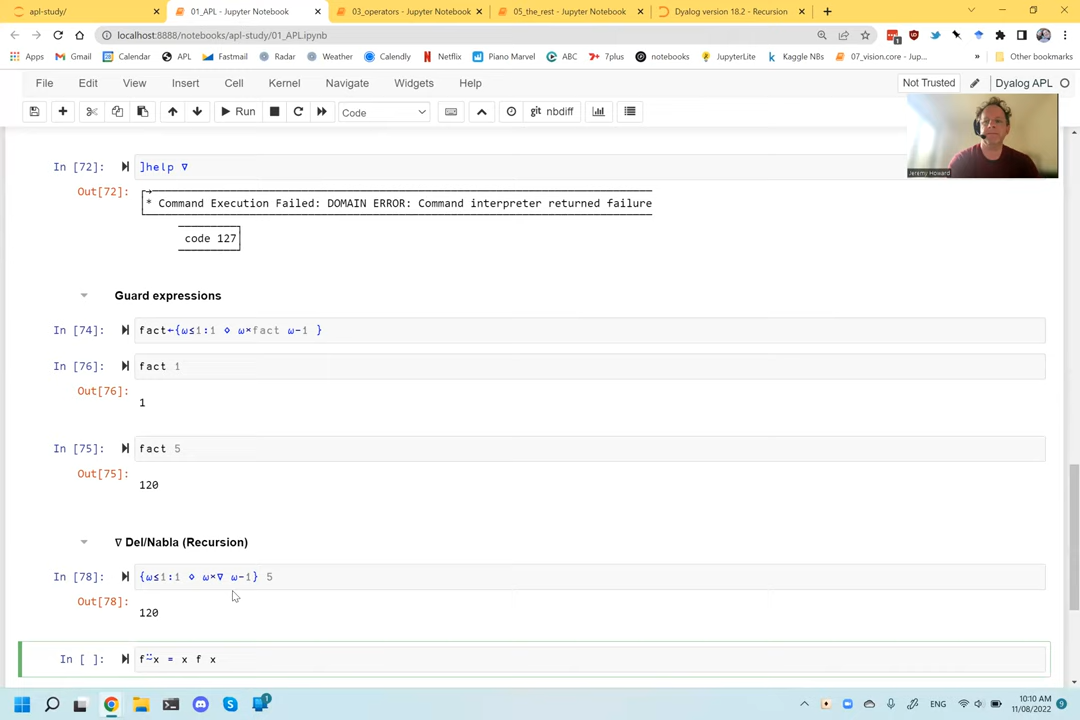 apl-study/
01_APL - Jupyter Notebook
03_operators - Jupyter Notebook
05_the_rest - Jupyter Notebook
Dyalog version 18.2 - Recursion
localhost:8888/notebooks/apl-study/01_APL.ipynb
Apps Gmail Calendar APL Fastmail Radar Weather Calendly Netflix Piano Marvel ABC 7plus notebooks JupyterLite Kaggle NBs 07_vision.core - Jup... » Other bookmarks
File Edit View Insert Cell Kernel Navigate Widgets Help Not Trusted Dyalog APL
Run Code git nbdiff
Jeremy Howard
In [72]: ]help ∇
Out[72]:
* Command Execution Failed: DOMAIN ERROR: Command interpreter returned failure
code 127
Guard expressions
In [74]: fact←{⍵≤1:1 ⋄ ⍵×fact ⍵-1 }
In [76]: fact 1
Out[76]:
1
In [75]: fact 5
Out[75]:
120
∇ Del/Nabla (Recursion)
In [78]: {⍵≤1:1 ⋄ ⍵×∇ ⍵-1} 5
Out[78]:
120
In [ ]: f⍨x = x f x
ENG
10:10 AM
11/08/2022